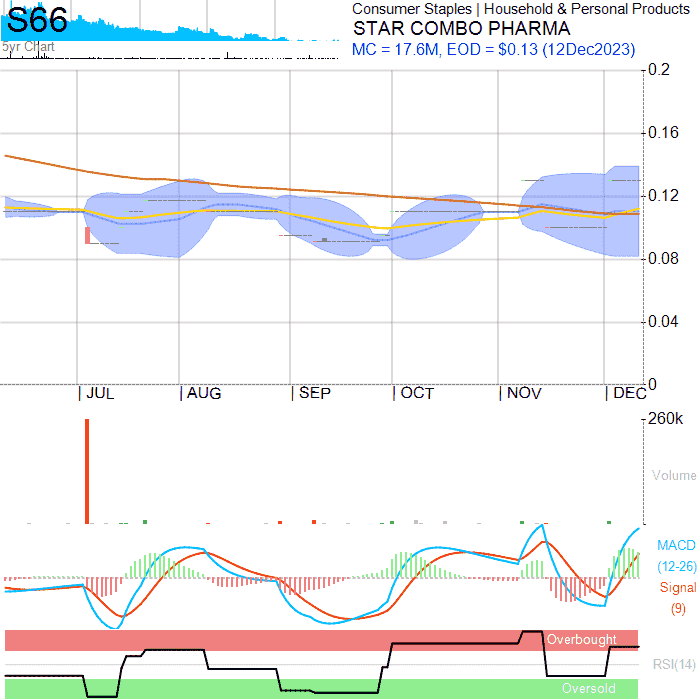 S66
5yr Chart
Consumer Staples | Household & Personal Products
STAR COMBO PHARMA
MC = 17.6M, EOD = $0.13 (12Dec2023)
0.2
0.16
0.12
0.08
0.04
0
| JUL | AUG | SEP | OCT | NOV | DEC
260k
Volume
MACD
(12-26)
Signal
(9)
Overbought
RSI(14)
Oversold